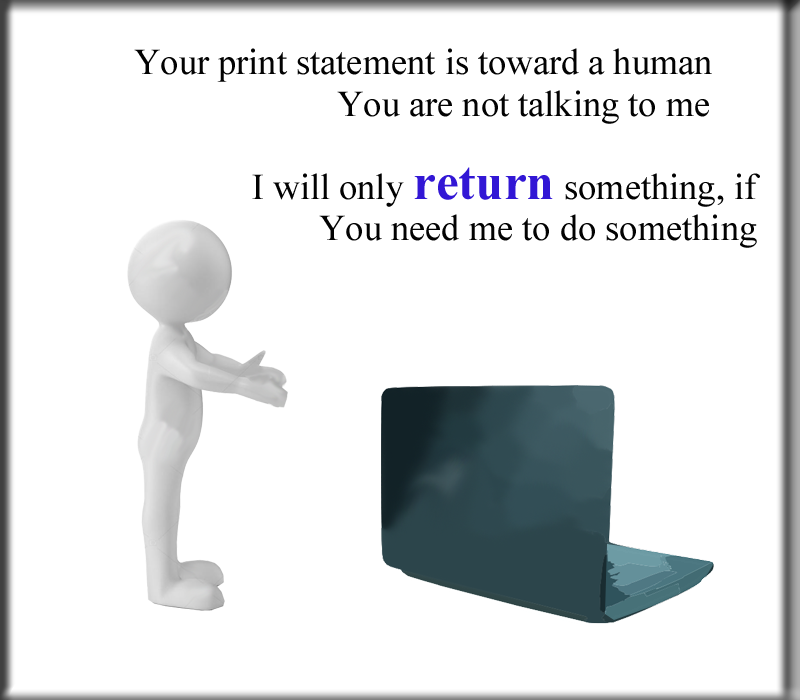 Your print statement is toward a human
You are not talking to me
I will only return something, if
You need me to do something